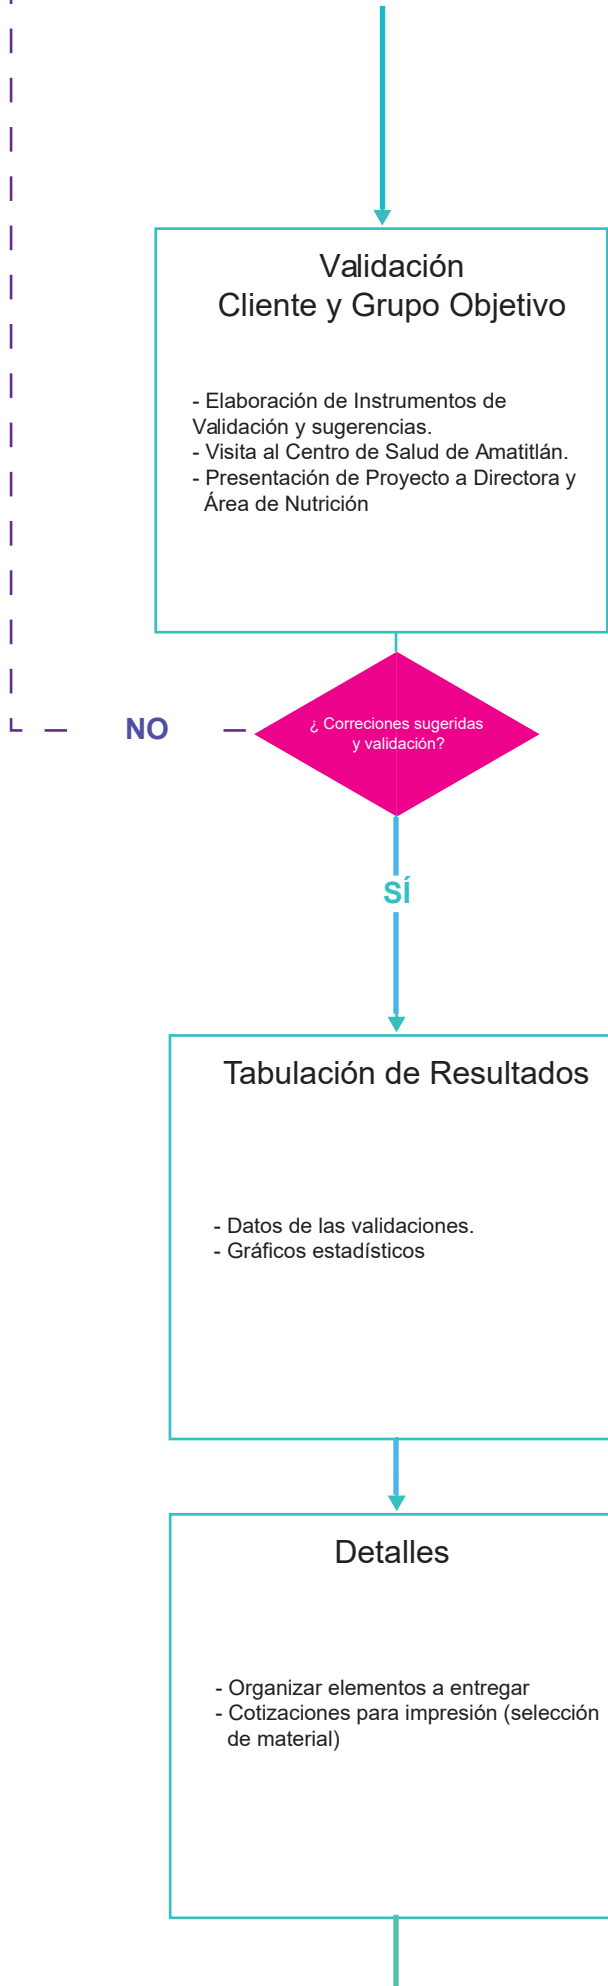 Validación
Cliente y Grupo Objetivo
- Elaboración de Instrumentos de
Validación y sugerencias.
- Visita al Centro de Salud de Amatitlán.
- Presentación de Proyecto a Directora y
Área de Nutrición
NO
¿ Correciones sugeridas
y validación?
SÍ
Tabulación de Resultados
- Datos de las validaciones.
- Gráficos estadísticos
Detalles
- Organizar elementos a entregar
- Cotizaciones para impresión (selección
de material)